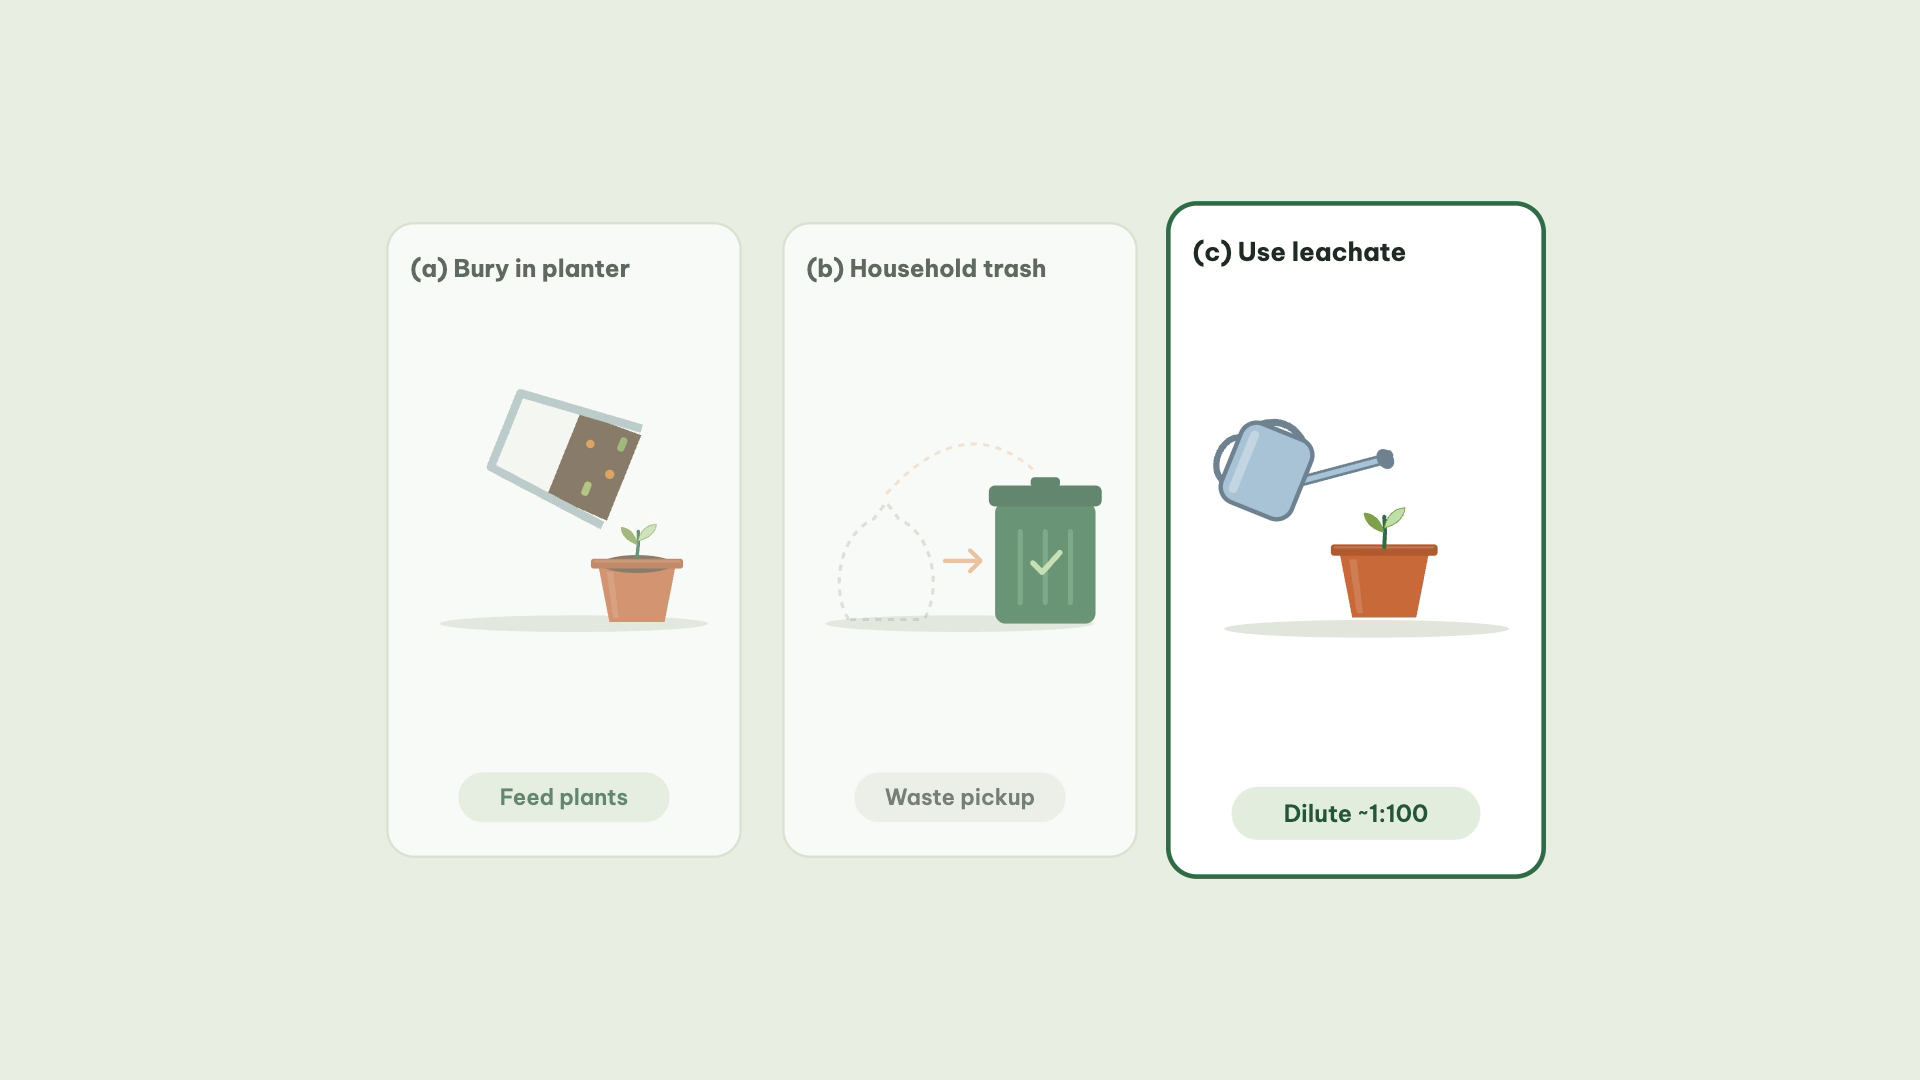 (a) Bury in planter
Feed plants
(b) Household trash
Waste pickup
(c) Use leachate
Dilute ~1:100